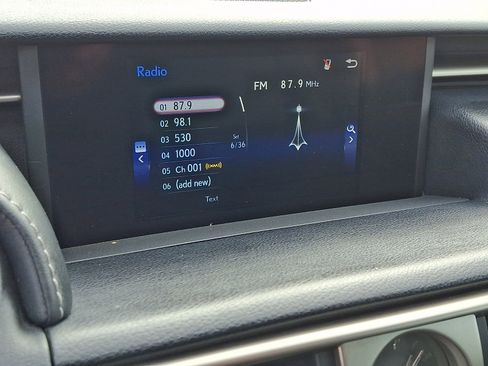 Radio
FM 87.9 MHz
01 87.9
02 98.1
03 530
04 1000
05 Ch 001 ((XM))
06 (add new)
Set
6/36
Text